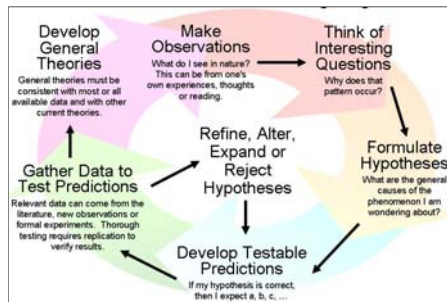 Make
Observations
What do I see in nature?
This can be from one's
own experiences, thoughts
or reading.
Think of
Interesting
Questions
Why does that
pattern occur?
Formulate
Hypotheses
What are the general
causes of the
phenomenon I am
wondering about?
Develop Testable
Predictions
If my hypothesis is correct,
then I expect a, b, c, ...
Gather Data to
Test Predictions
Relevant data can come from the
literature, new observations or
formal experiments. Thorough
testing requires replication to
verify results.
Refine, Alter,
Expand or
Reject
Hypotheses
Develop
General
Theories
General theories must be
consistent with most or all
available data and with other
current theories.